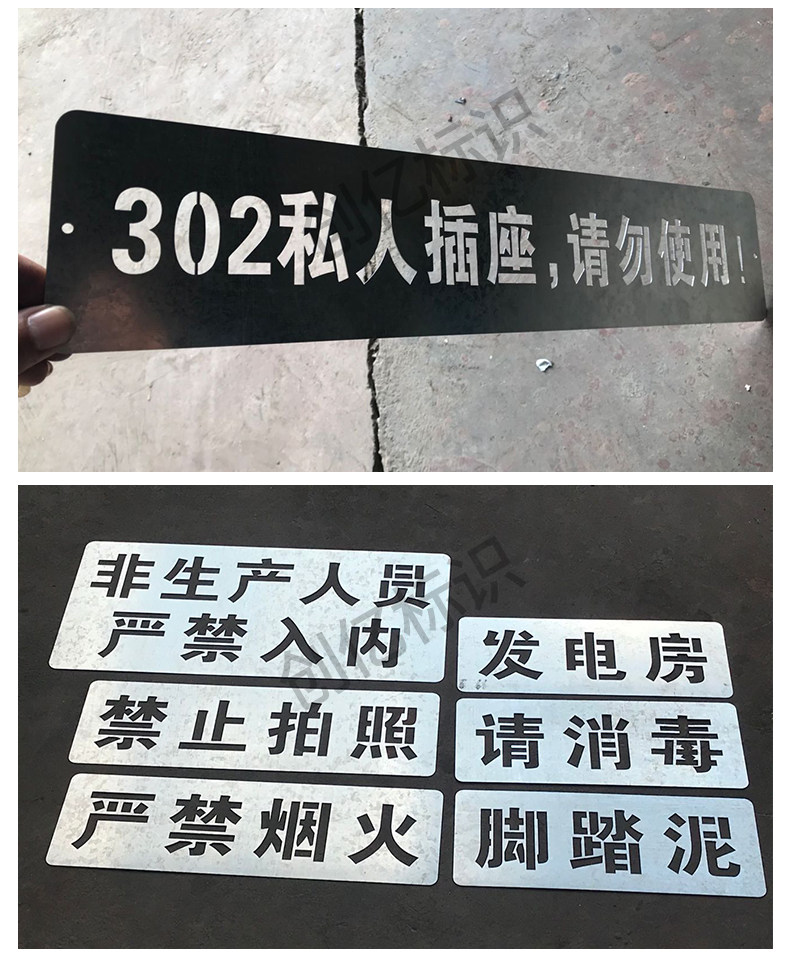 302私人插座,请勿使用!
创亿标识
非生产人员
严禁入内
禁止拍照
严禁烟火
发电房
请消毒
脚踏泥
创亿标识